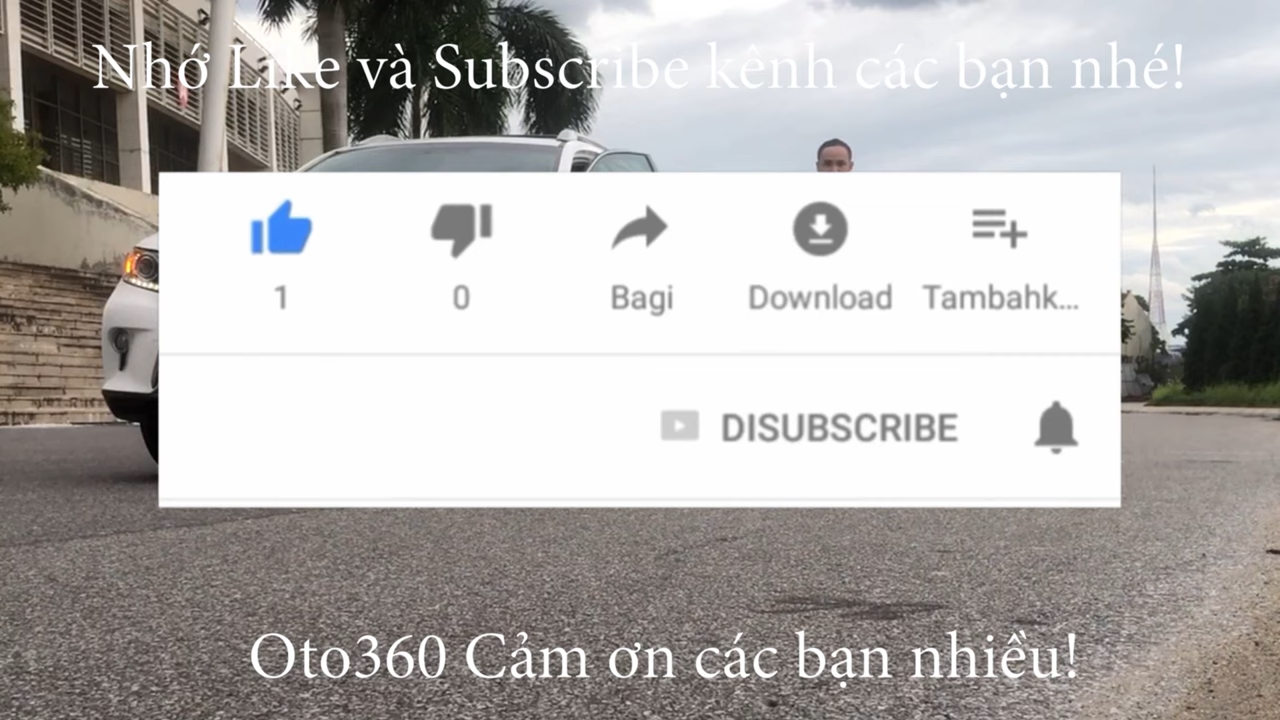 Nhớ Like và Subscribe kênh các bạn nhé!
1 0 Bagi Download Tambahk...
DISUBSCRIBE
Oto360 Cảm ơn các bạn nhiều!